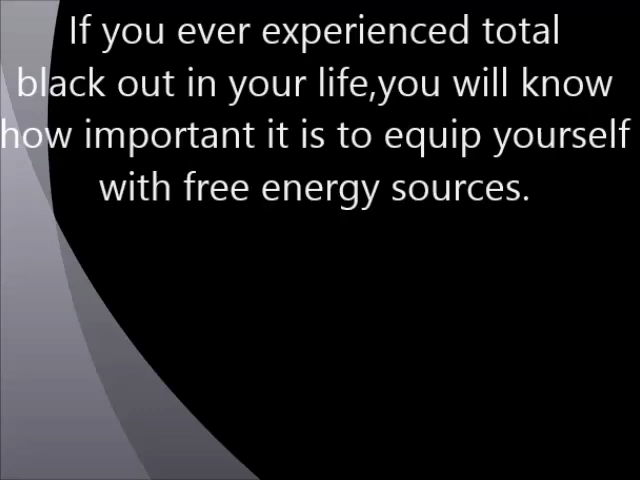 If you ever experienced total
black out in your life,you will know
how important it is to equip yourself
with free energy sources.